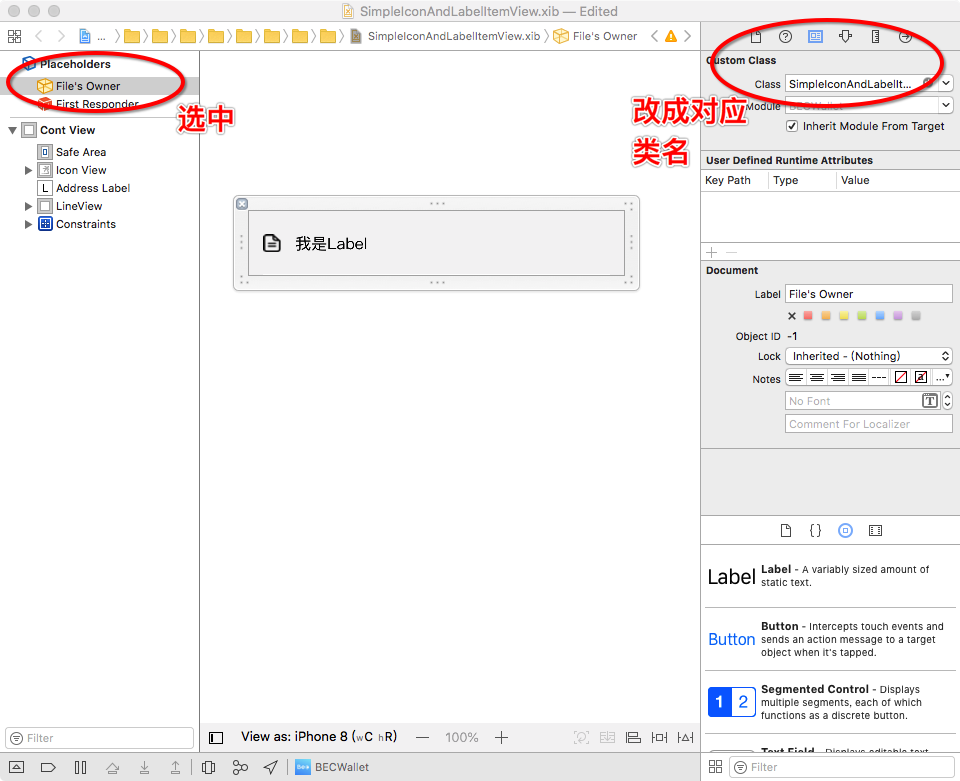 SimpleIconAndLabelItemView.xib — Edited
... SimpleIconAndLabelItemView.xib File's Owner
Placeholders
File's Owner
First Responder
选中
Cont View
Safe Area
Icon View
L Address Label
LineView
Constraints
我是Label
改成对应
类名
Custom Class
Class SimpleIconAndLabelIt...
Module BECWallet
Inherit Module From Target
User Defined Runtime Attributes
Key Path Type Value
Document
Label File's Owner
Object ID -1
Lock Inherited - (Nothing)
Notes
No Font
Comment For Localizer
Label Label - A variably sized amount of
static text.
Button Button - Intercepts touch events and
sends an action message to a target
object when it's tapped.
1 2 Segmented Control - Displays
multiple segments, each of which
functions as a discrete button.
Text Field - Displays editable text
Filter
View as: iPhone 8 (wC hR) — 100% +
BECWallet
Filter